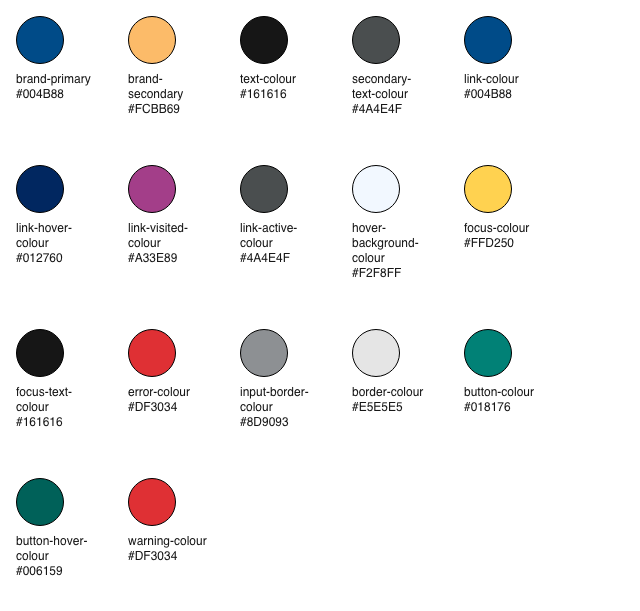 brand-primary
#004B88
brand-
secondary
#FCBB69
text-colour
#161616
secondary-
text-colour
#4A4E4F
link-colour
#004B88
link-hover-
colour
#012760
link-visited-
colour
#A33E89
link-active-
colour
#4A4E4F
hover-
background-
colour
#F2F8FF
focus-colour
#FFD250
focus-text-
colour
#161616
error-colour
#DF3034
input-border-
colour
#8D9093
border-colour
#E5E5E5
button-colour
#018176
button-hover-
colour
#006159
warning-colour
#DF3034